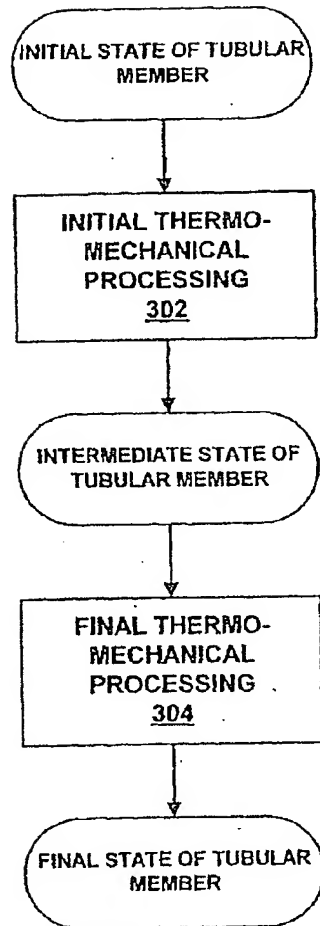 INITIAL STATE OF TUBULAR
MEMBER
INITIAL THERMO-
MECHANICAL
PROCESSING
302
INTERMEDIATE STATE OF
TUBULAR MEMBER
FINAL THERMO-
MECHANICAL
PROCESSING
304
FINAL STATE OF TUBULAR
MEMBER